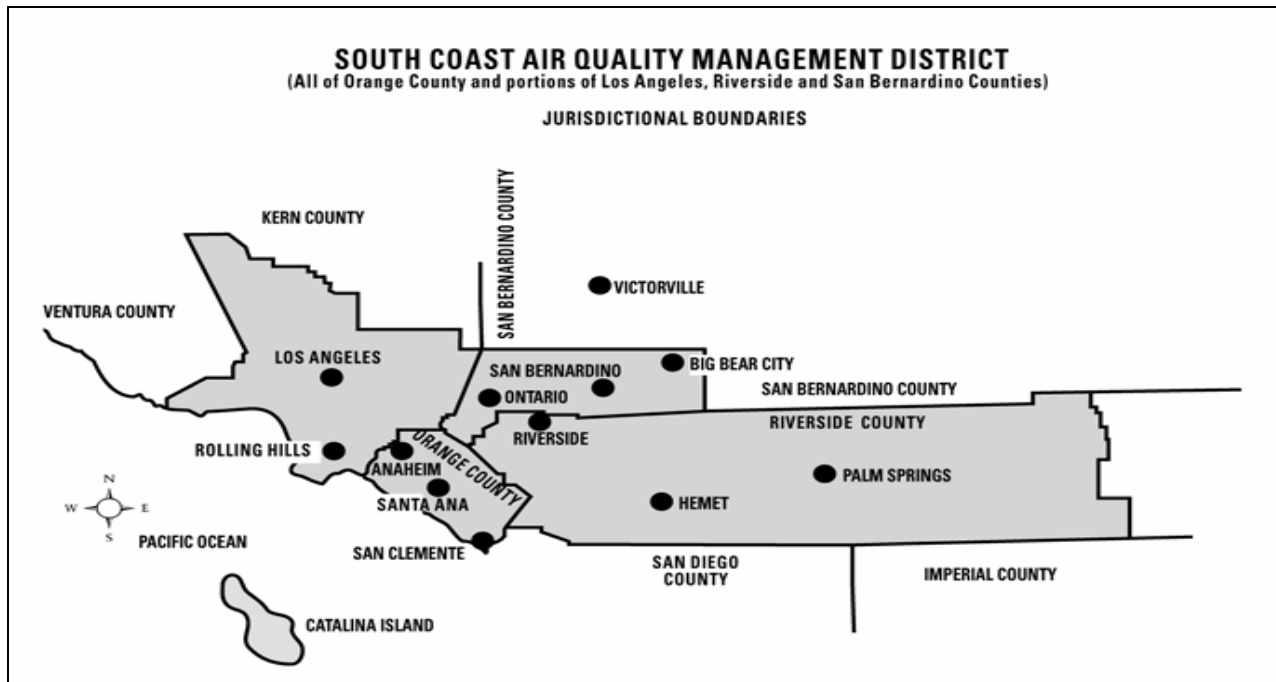 SOUTH COAST AIR QUALITY MANAGEMENT DISTRICT
(All of Orange County and portions of Los Angeles, Riverside and San Bernardino Counties)
JURISDICTIONAL BOUNDARIES
KERN COUNTY
SAN BERNARDINO COUNTY
VICTORVILLE
VENTURA COUNTY
LOS ANGELES
SAN BERNARDINO
BIG BEAR CITY
ONTARIO
SAN BERNARDINO COUNTY
RIVERSIDE COUNTY
RIVERSIDE
ROLLING HILLS
ANAHEIM
ORANGE COUNTY
PALM SPRINGS
SANTA ANA
HEMET
N
W
E
S
PACIFIC OCEAN
SAN CLEMENTE
SAN DIEGO
COUNTY
IMPERIAL COUNTY
CATALINA ISLAND